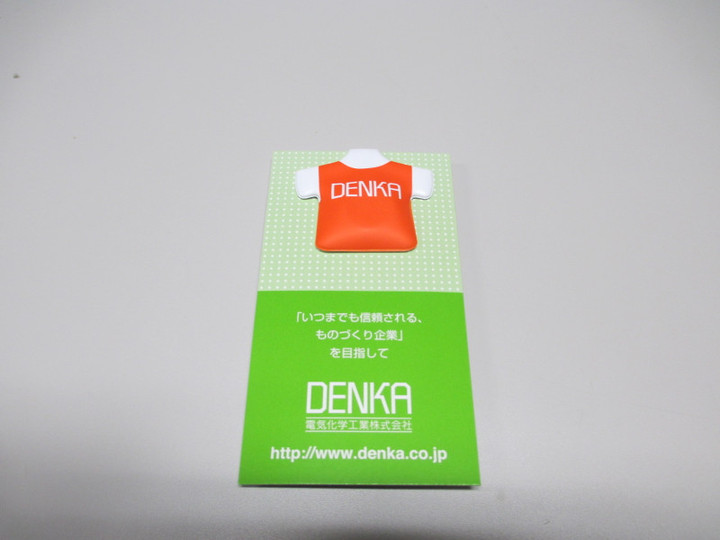 DENKA
「いつまでも信頼される、
ものづくり企業」
を目指して
DENKA
電気化学工業株式会社
http://www.denka.co.jp